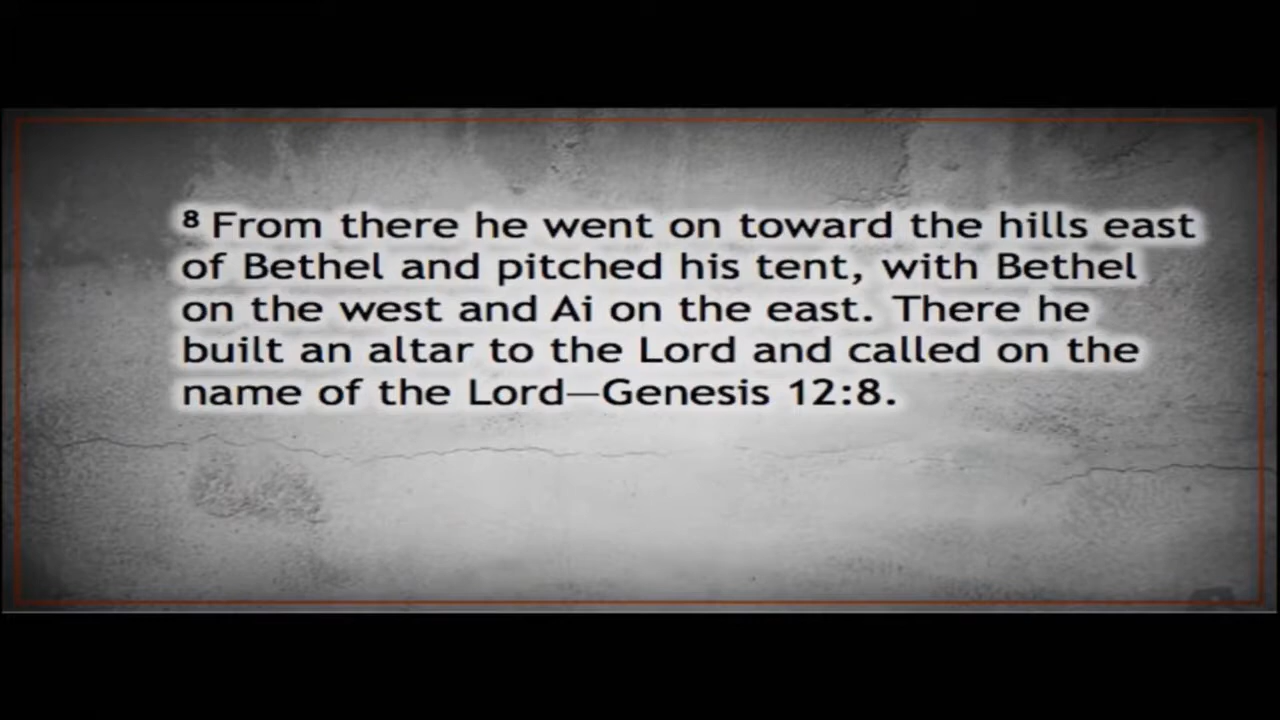 8 From there he went on toward the hills east
of Bethel and pitched his tent, with Bethel
on the west and Ai on the east. There he
built an altar to the Lord and called on the
name of the Lord—Genesis 12:8.